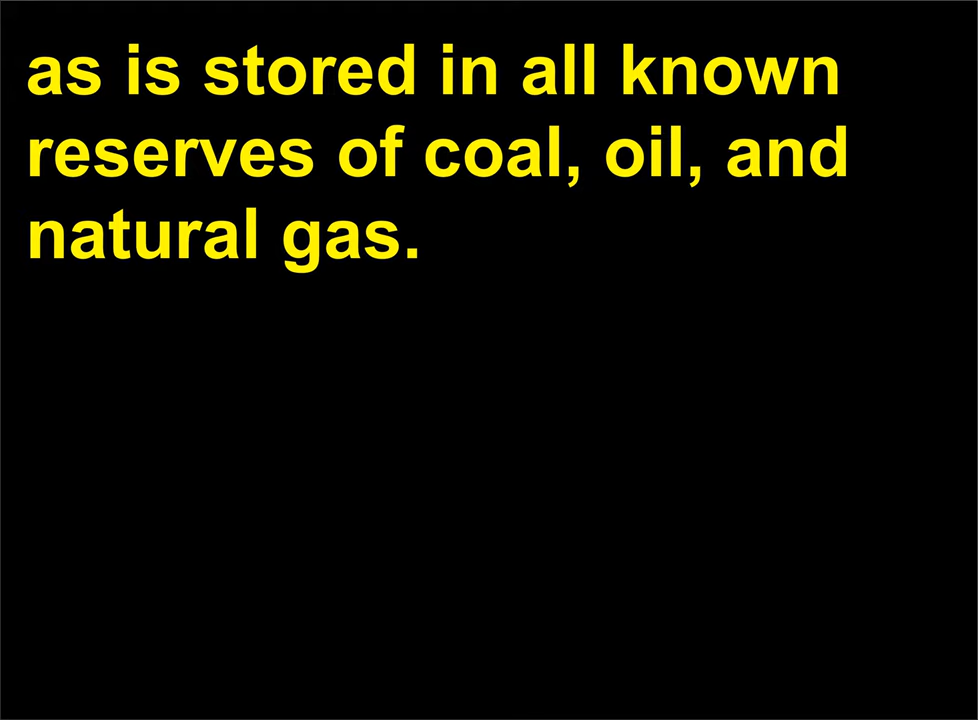 as is stored in all known
reserves of coal, oil, and
natural gas.